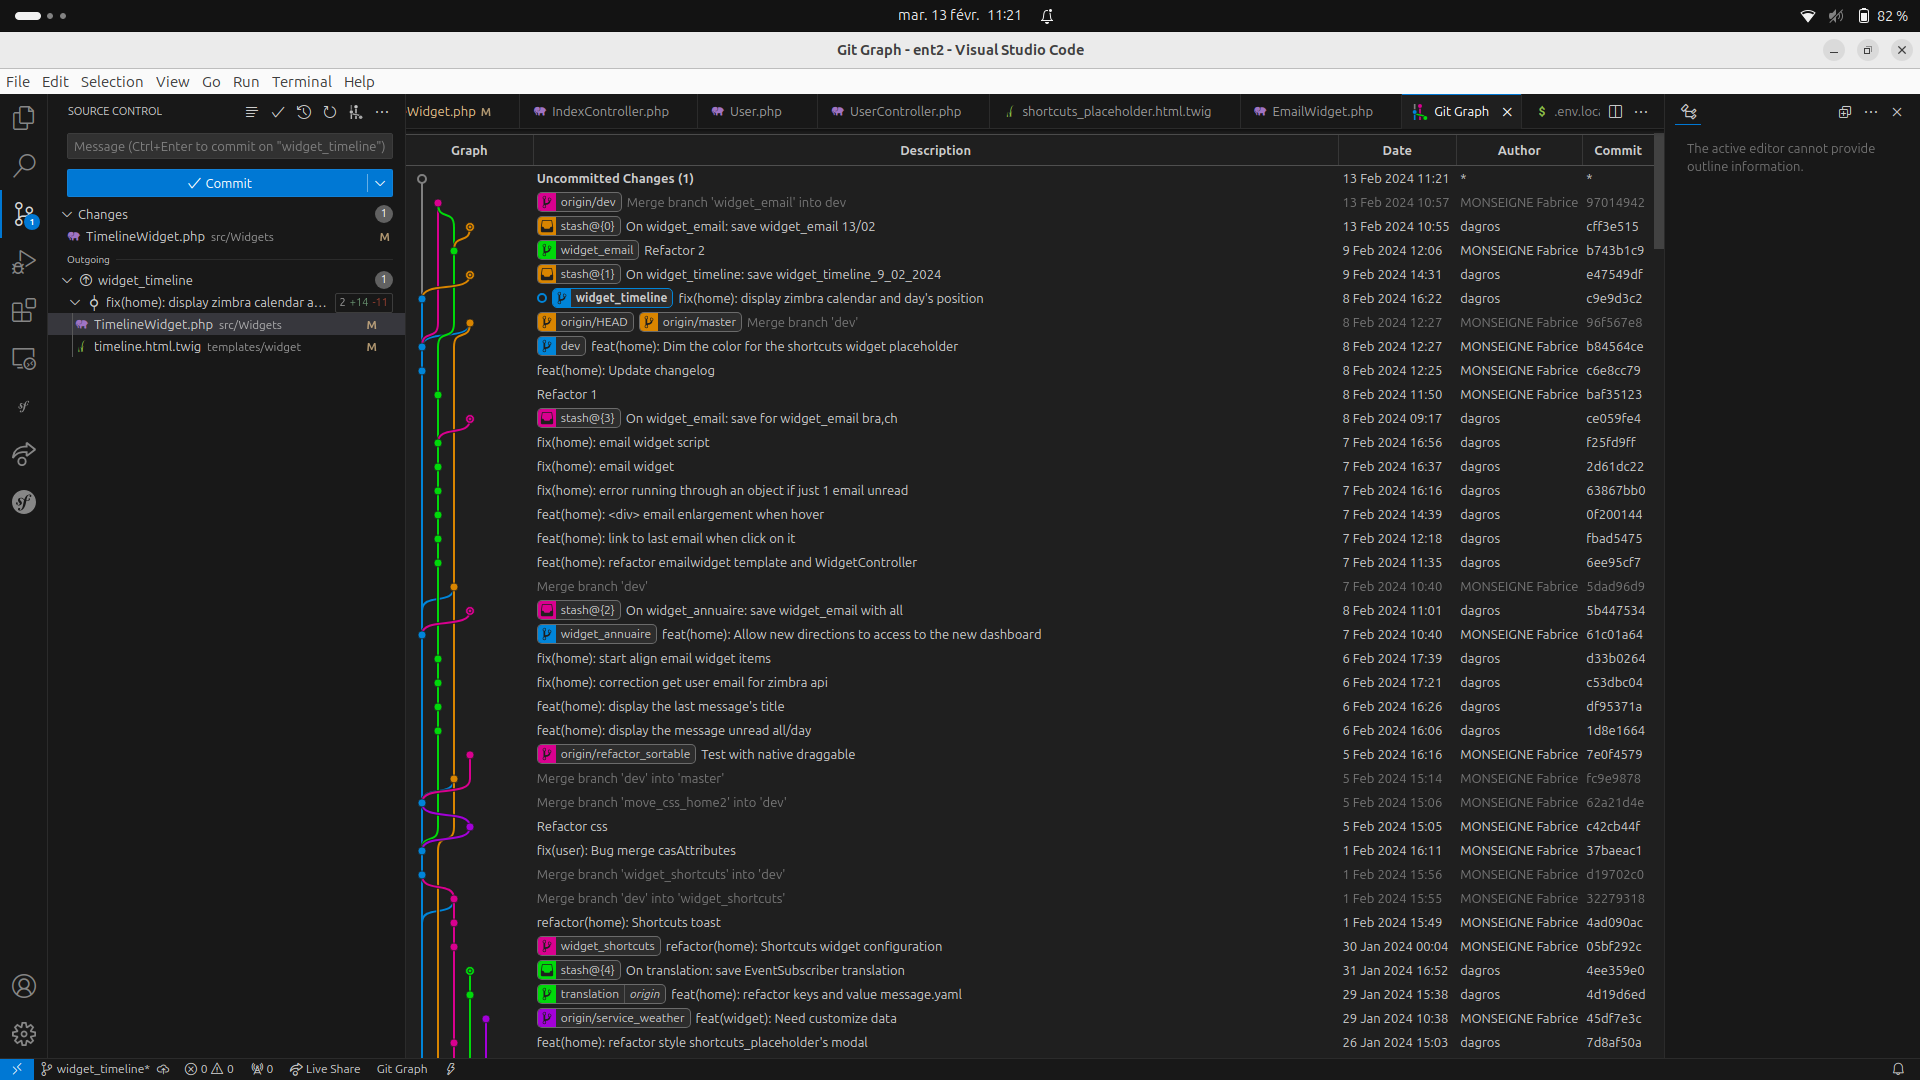 mar. 13 févr. 11:21
82 %
Git Graph - ent2 - Visual Studio Code
File Edit Selection View Go Run Terminal Help
SOURCE CONTROL
Message (Ctrl+Enter to commit on "widget_timeline")
Commit
Changes 1
TimelineWidget.php src/Widgets M
Outgoing
widget_timeline 1
fix(home): display zimbra calendar a... 2 +14 -11
TimelineWidget.php src/Widgets M
timeline.html.twig templates/widget M
1
Widget.php M IndexController.php User.php UserController.php shortcuts_placeholder.html.twig EmailWidget.php Git Graph $ .env.loc
The active editor cannot provide
outline information.
Graph Description Date Author Commit
Uncommitted Changes (1) 13 Feb 2024 11:21 * *
origin/dev Merge branch 'widget_email' into dev 13 Feb 2024 10:57 MONSEIGNE Fabrice 97014942
stash@{0} On widget_email: save widget_email 13/02 13 Feb 2024 10:55 dagros cff3e515
widget_email Refactor 2 9 Feb 2024 12:06 MONSEIGNE Fabrice b743b1c9
stash@{1} On widget_timeline: save widget_timeline_9_02_2024 9 Feb 2024 14:31 dagros e47549df
widget_timeline fix(home): display zimbra calendar and day's position 8 Feb 2024 16:22 dagros c9e9d3c2
origin/HEAD origin/master Merge branch 'dev' 8 Feb 2024 12:27 MONSEIGNE Fabrice 96f567e8
dev feat(home): Dim the color for the shortcuts widget placeholder 8 Feb 2024 12:27 MONSEIGNE Fabrice b84564ce
feat(home): Update changelog 8 Feb 2024 12:25 MONSEIGNE Fabrice c6e8cc79
Refactor 1 8 Feb 2024 11:50 MONSEIGNE Fabrice baf35123
stash@{3} On widget_email: save for widget_email bra,ch 8 Feb 2024 09:17 dagros ce059fe4
fix(home): email widget script 7 Feb 2024 16:56 dagros f25fd9ff
fix(home): email widget 7 Feb 2024 16:37 dagros 2d61dc22
fix(home): error running through an object if just 1 email unread 7 Feb 2024 16:16 dagros 63867bb0
feat(home): <div> email enlargement when hover 7 Feb 2024 14:39 dagros 0f200144
feat(home): link to last email when click on it 7 Feb 2024 12:18 dagros fbad5475
feat(home): refactor emailwidget template and WidgetController 7 Feb 2024 11:35 dagros 6ee95cf7
Merge branch 'dev' 7 Feb 2024 10:40 MONSEIGNE Fabrice 5dad96d9
stash@{2} On widget_annuaire: save widget_email with all 8 Feb 2024 11:01 dagros 5b447534
widget_annuaire feat(home): Allow new directions to access to the new dashboard 7 Feb 2024 10:40 MONSEIGNE Fabrice 61c01a64
fix(home): start align email widget items 6 Feb 2024 17:39 dagros d33b0264
fix(home): correction get user email for zimbra api 6 Feb 2024 17:21 dagros c53dbc04
feat(home): display the last message's title 6 Feb 2024 16:26 dagros df95371a
feat(home): display the message unread all/day 6 Feb 2024 16:06 dagros 1d8e1664
origin/refactor_sortable Test with native draggable 5 Feb 2024 16:16 MONSEIGNE Fabrice 7e0f4579
Merge branch 'dev' into 'master' 5 Feb 2024 15:14 MONSEIGNE Fabrice fc9e9878
Merge branch 'move_css_home2' into 'dev' 5 Feb 2024 15:06 MONSEIGNE Fabrice 62a21d4e
Refactor css 5 Feb 2024 15:05 MONSEIGNE Fabrice c42cb44f
fix(user): Bug merge casAttributes 1 Feb 2024 16:11 MONSEIGNE Fabrice 37baeac1
Merge branch 'widget_shortcuts' into 'dev' 1 Feb 2024 15:56 MONSEIGNE Fabrice d19702c0
Merge branch 'dev' into 'widget_shortcuts' 1 Feb 2024 15:55 MONSEIGNE Fabrice 32279318
refactor(home): Shortcuts toast 1 Feb 2024 15:49 MONSEIGNE Fabrice 4ad090ac
widget_shortcuts refactor(home): Shortcuts widget configuration 30 Jan 2024 00:04 MONSEIGNE Fabrice 05bf292c
stash@{4} On translation: save EventSubscriber translation 31 Jan 2024 16:52 dagros 4ee359e0
translation origin feat(home): refactor keys and value message.yaml 29 Jan 2024 15:38 dagros 4d19d6ed
origin/service_weather feat(widget): Need customize data 29 Jan 2024 10:38 MONSEIGNE Fabrice 45df7e3c
feat(home): refactor style shortcuts_placeholder's modal 26 Jan 2024 15:03 dagros 7d8af50a
widget_timeline* 0 0 0 Live Share Git Graph